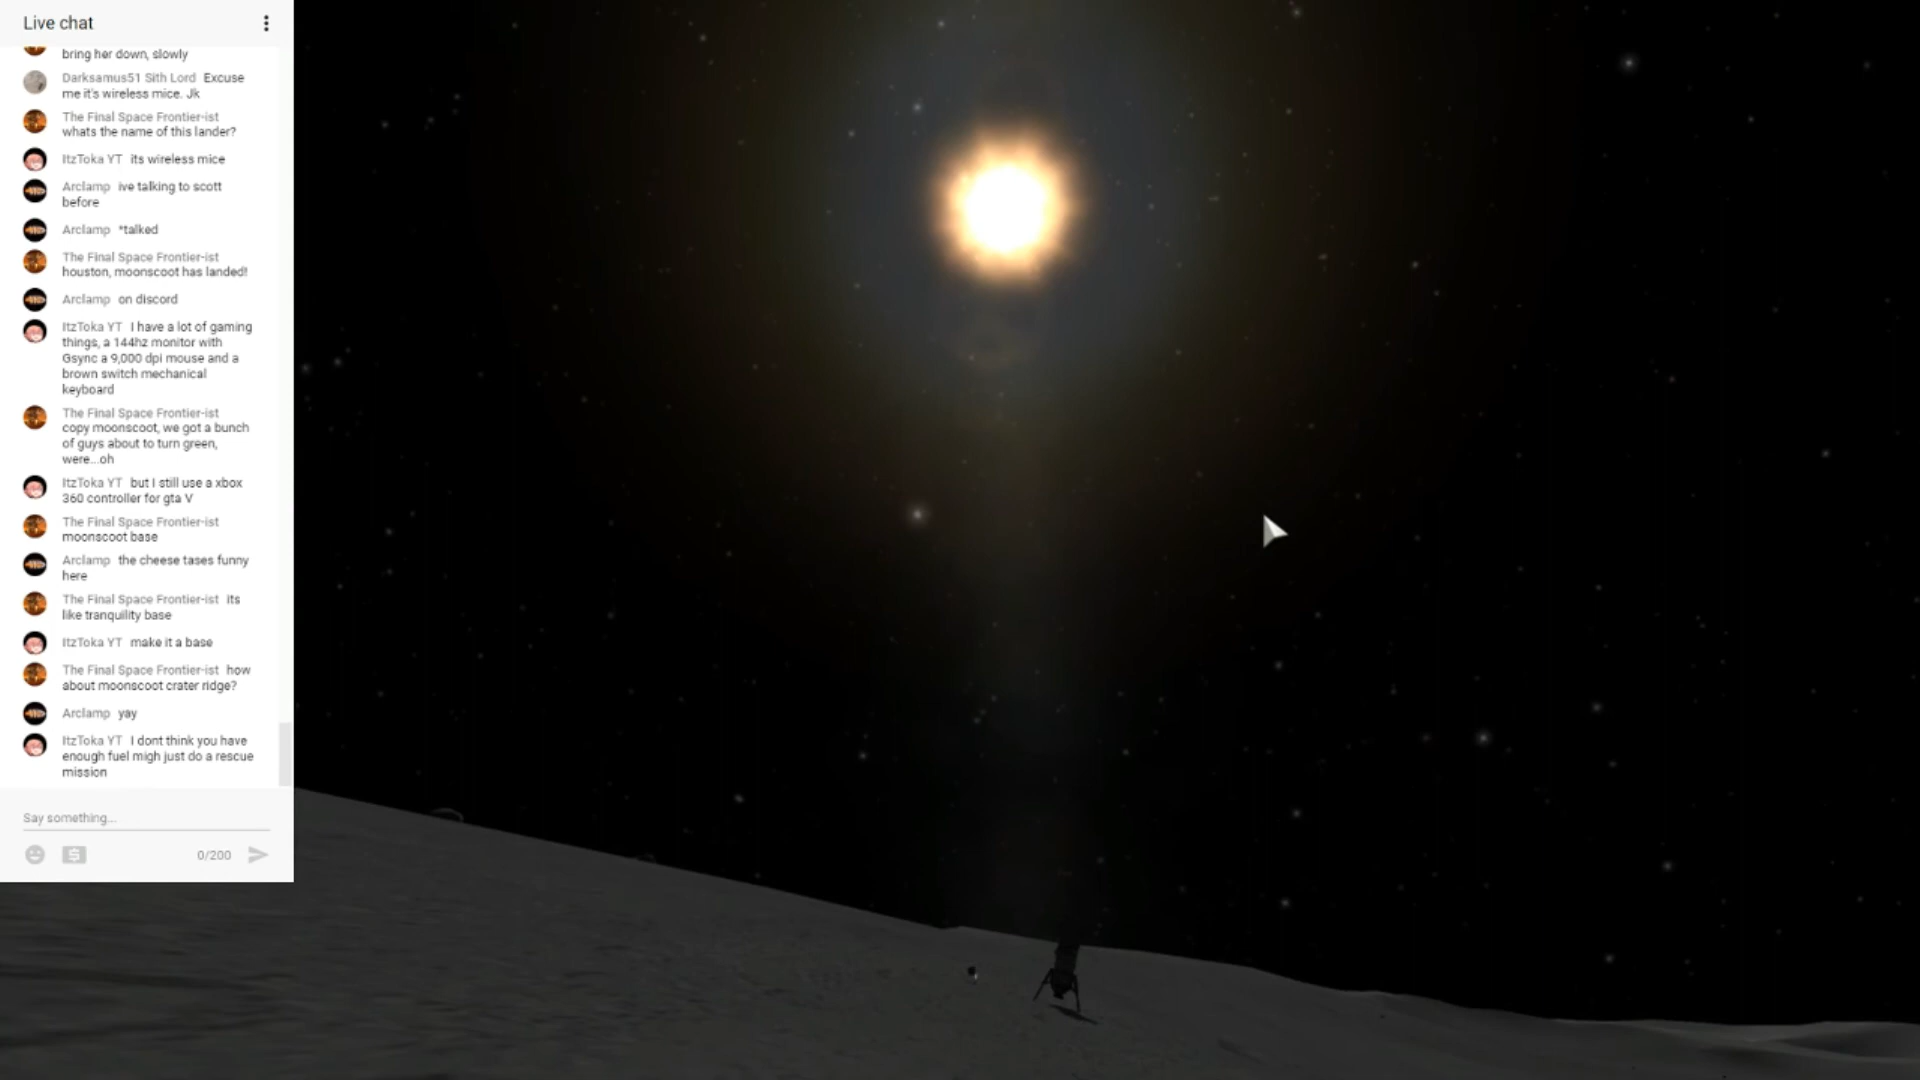 Live chat
bring her down, slowly
Darksamus51 Sith Lord Excuse
me it's wireless mice. Jk
The Final Space Frontier-ist
whats the name of this lander?
ItzToka YT its wireless mice
Arclamp ive talking to scott
before
Arclamp *talked
The Final Space Frontier-ist
houston, moonscoot has landed!
Arclamp on discord
ItzToka YT I have a lot of gaming
things, a 144hz monitor with
Gsync a 9,000 dpi mouse and a
brown switch mechanical
keyboard
The Final Space Frontier-ist
copy moonscoot, we got a bunch
of guys about to turn green,
were...oh
ItzToka YT but I still use a xbox
360 controller for gta V
The Final Space Frontier-ist
moonscoot base
Arclamp the cheese tases funny
here
The Final Space Frontier-ist its
like tranquility base
ItzToka YT make it a base
The Final Space Frontier-ist how
about moonscoot crater ridge?
Arclamp yay
ItzToka YT I dont think you have
enough fuel migh just do a rescue
mission
Say something...
0/200